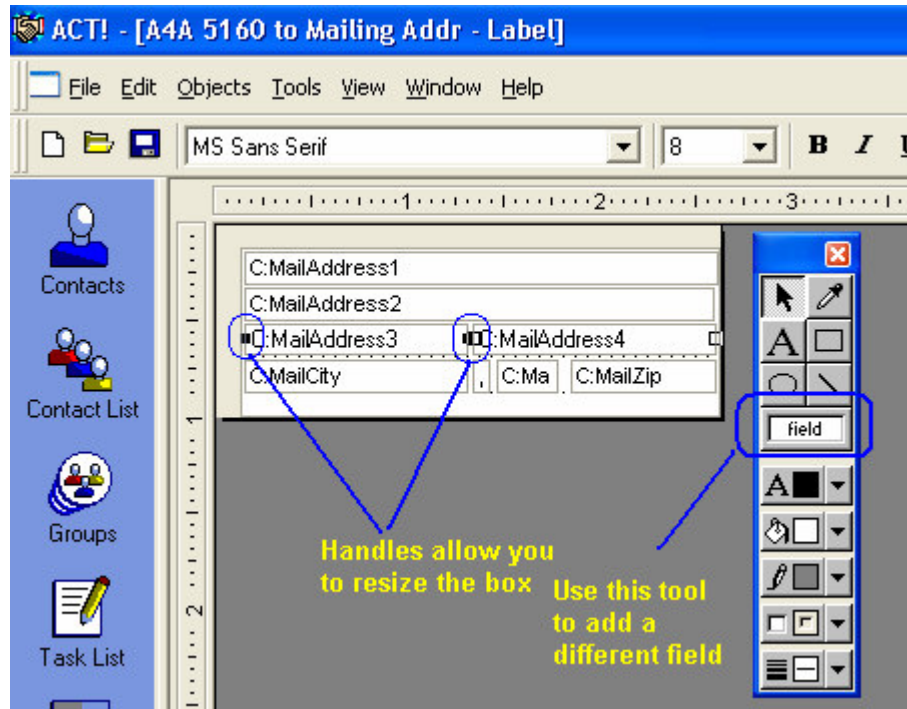 ACT! - [A4A 5160 to Mailing Addr - Label]
File Edit Objects Tools View Window Help
MS Sans Serif 8 B I U
1 2 3
Contacts
Contact List
Groups
Task List
1
2
C:MailAddress1
C:MailAddress2
C:MailAddress3 C:MailAddress4
C:MailCity , C:Ma C:MailZip
A
field
A
Handles allow you
to resize the box
Use this tool
to add a
different field